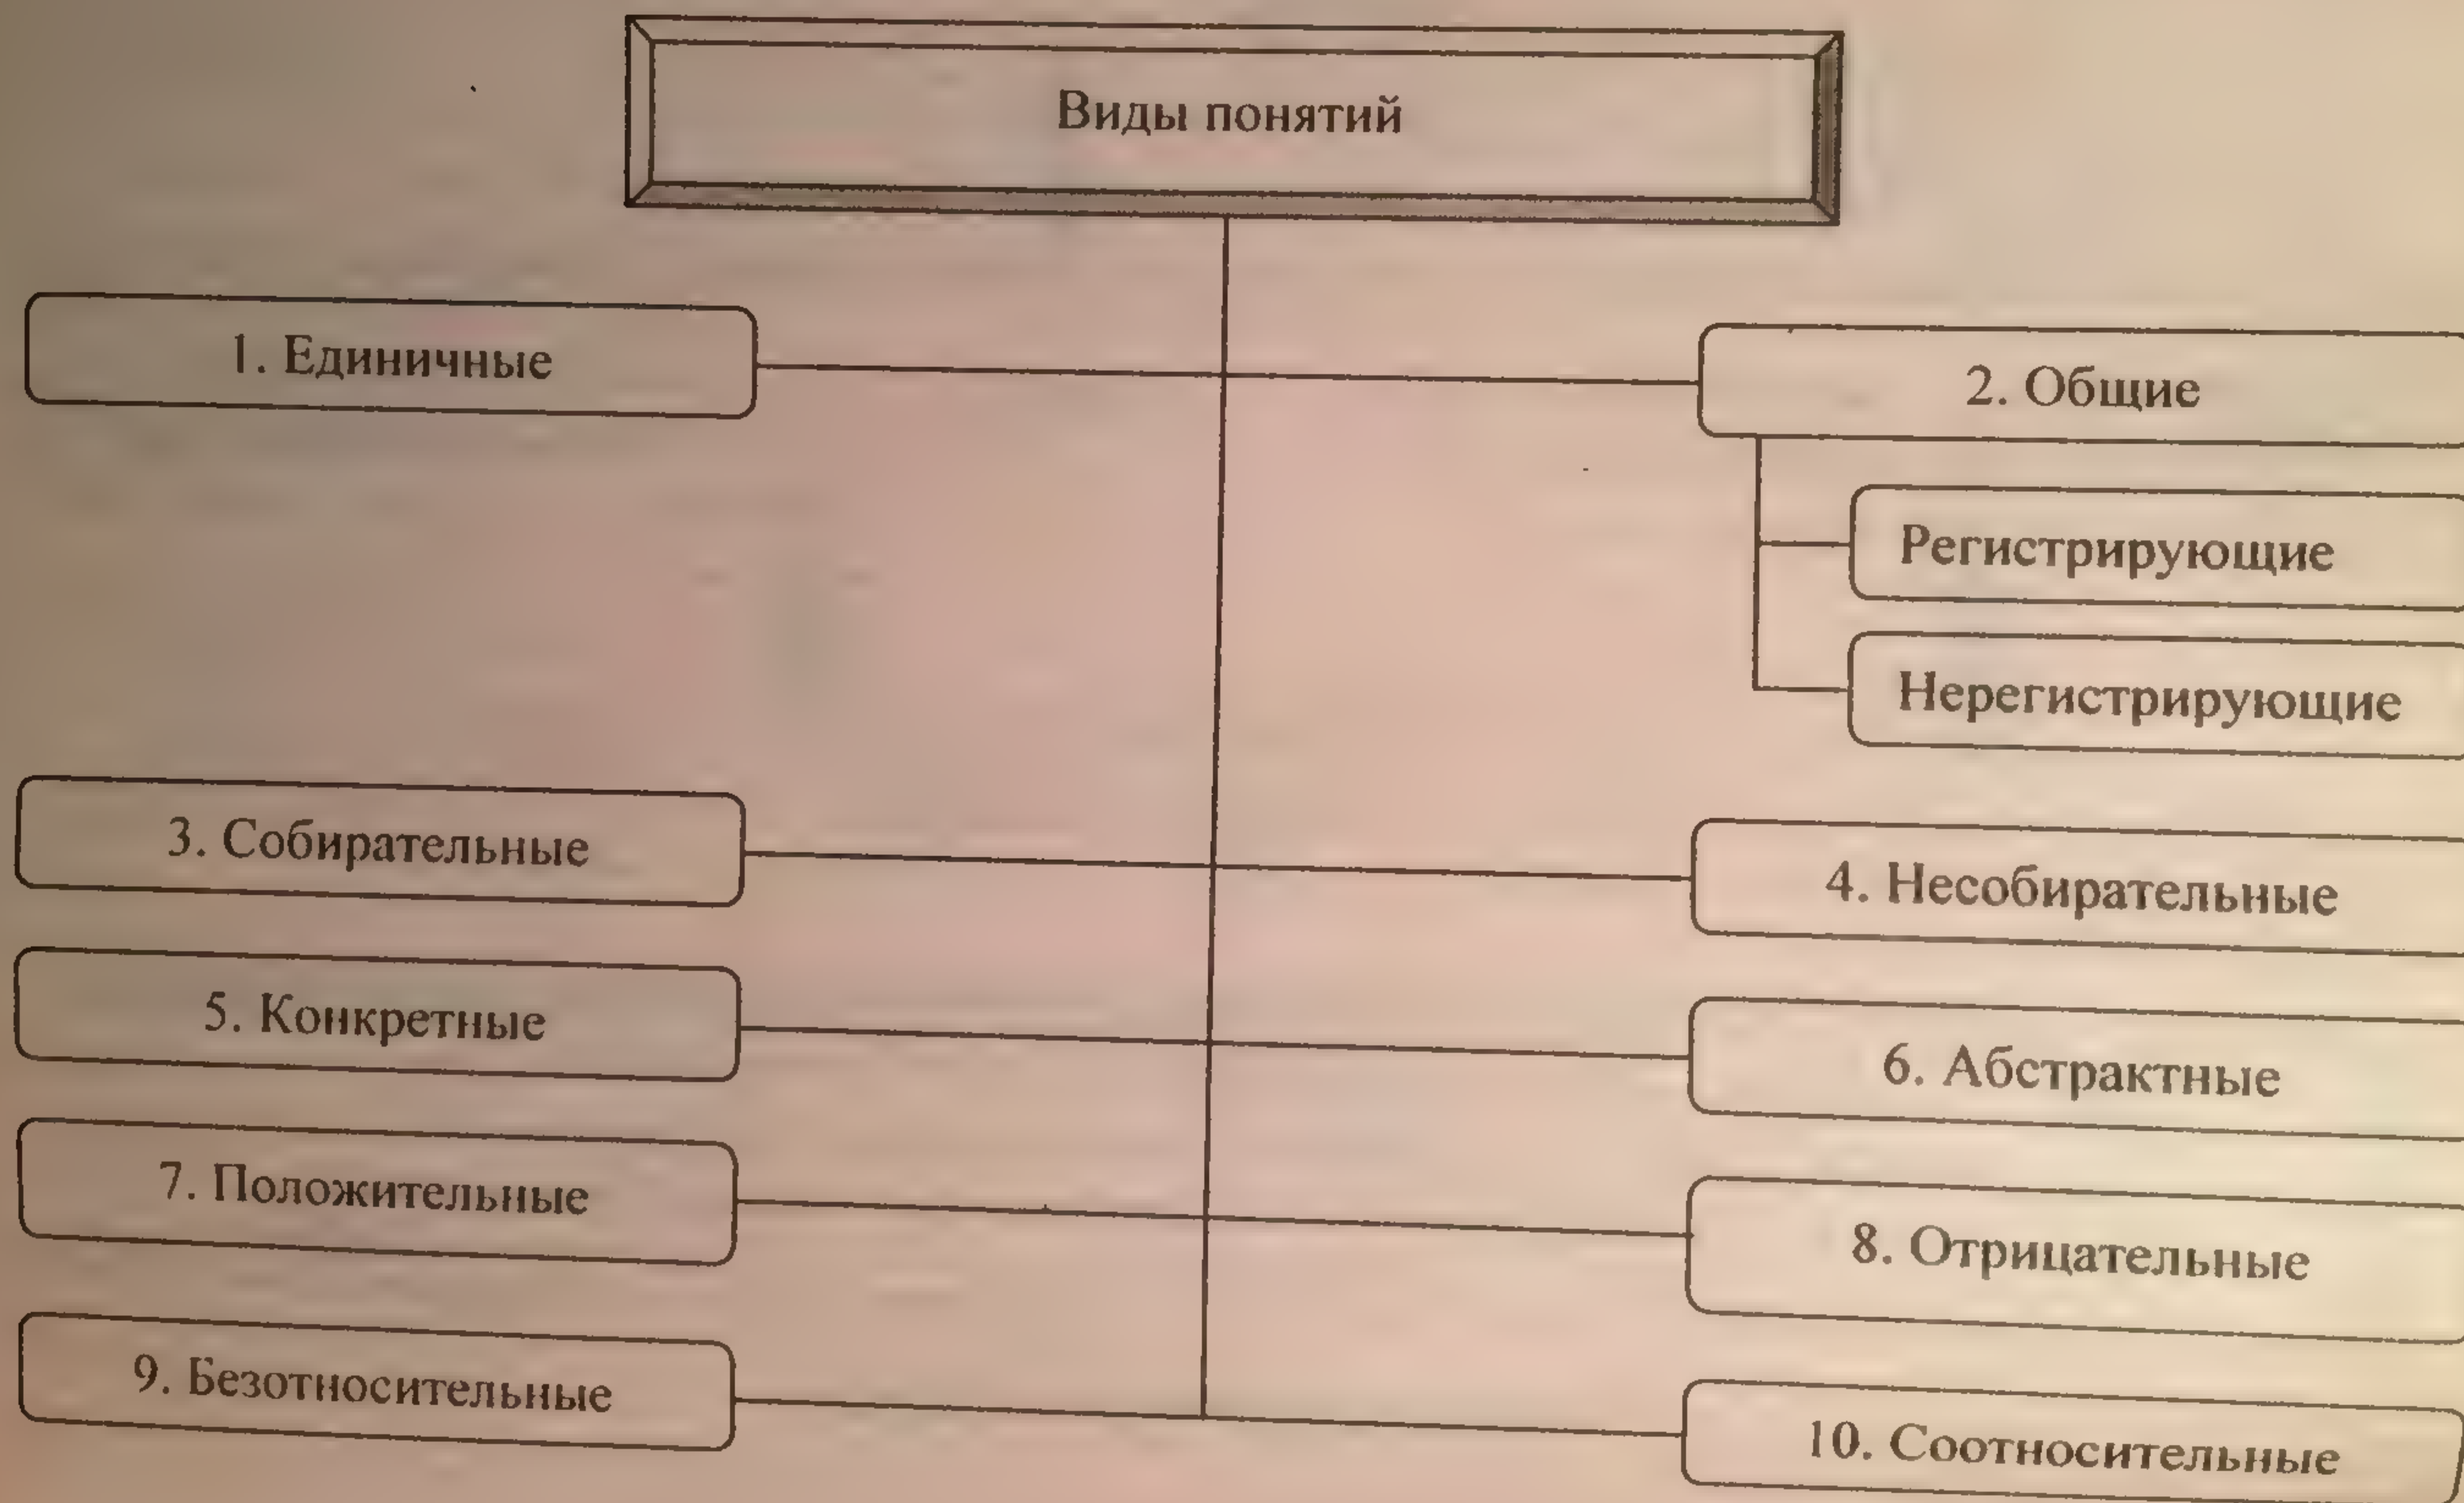 Виды понятий
1. Единичные
2. Общие
Регистрирующие
Нерегистрирующие
3. Собирательные
4. Несобирательные
5. Конкретные
6. Абстрактные
7. Положительные
8. Отрицательные
9. Безотносительные
10. Соотносительные